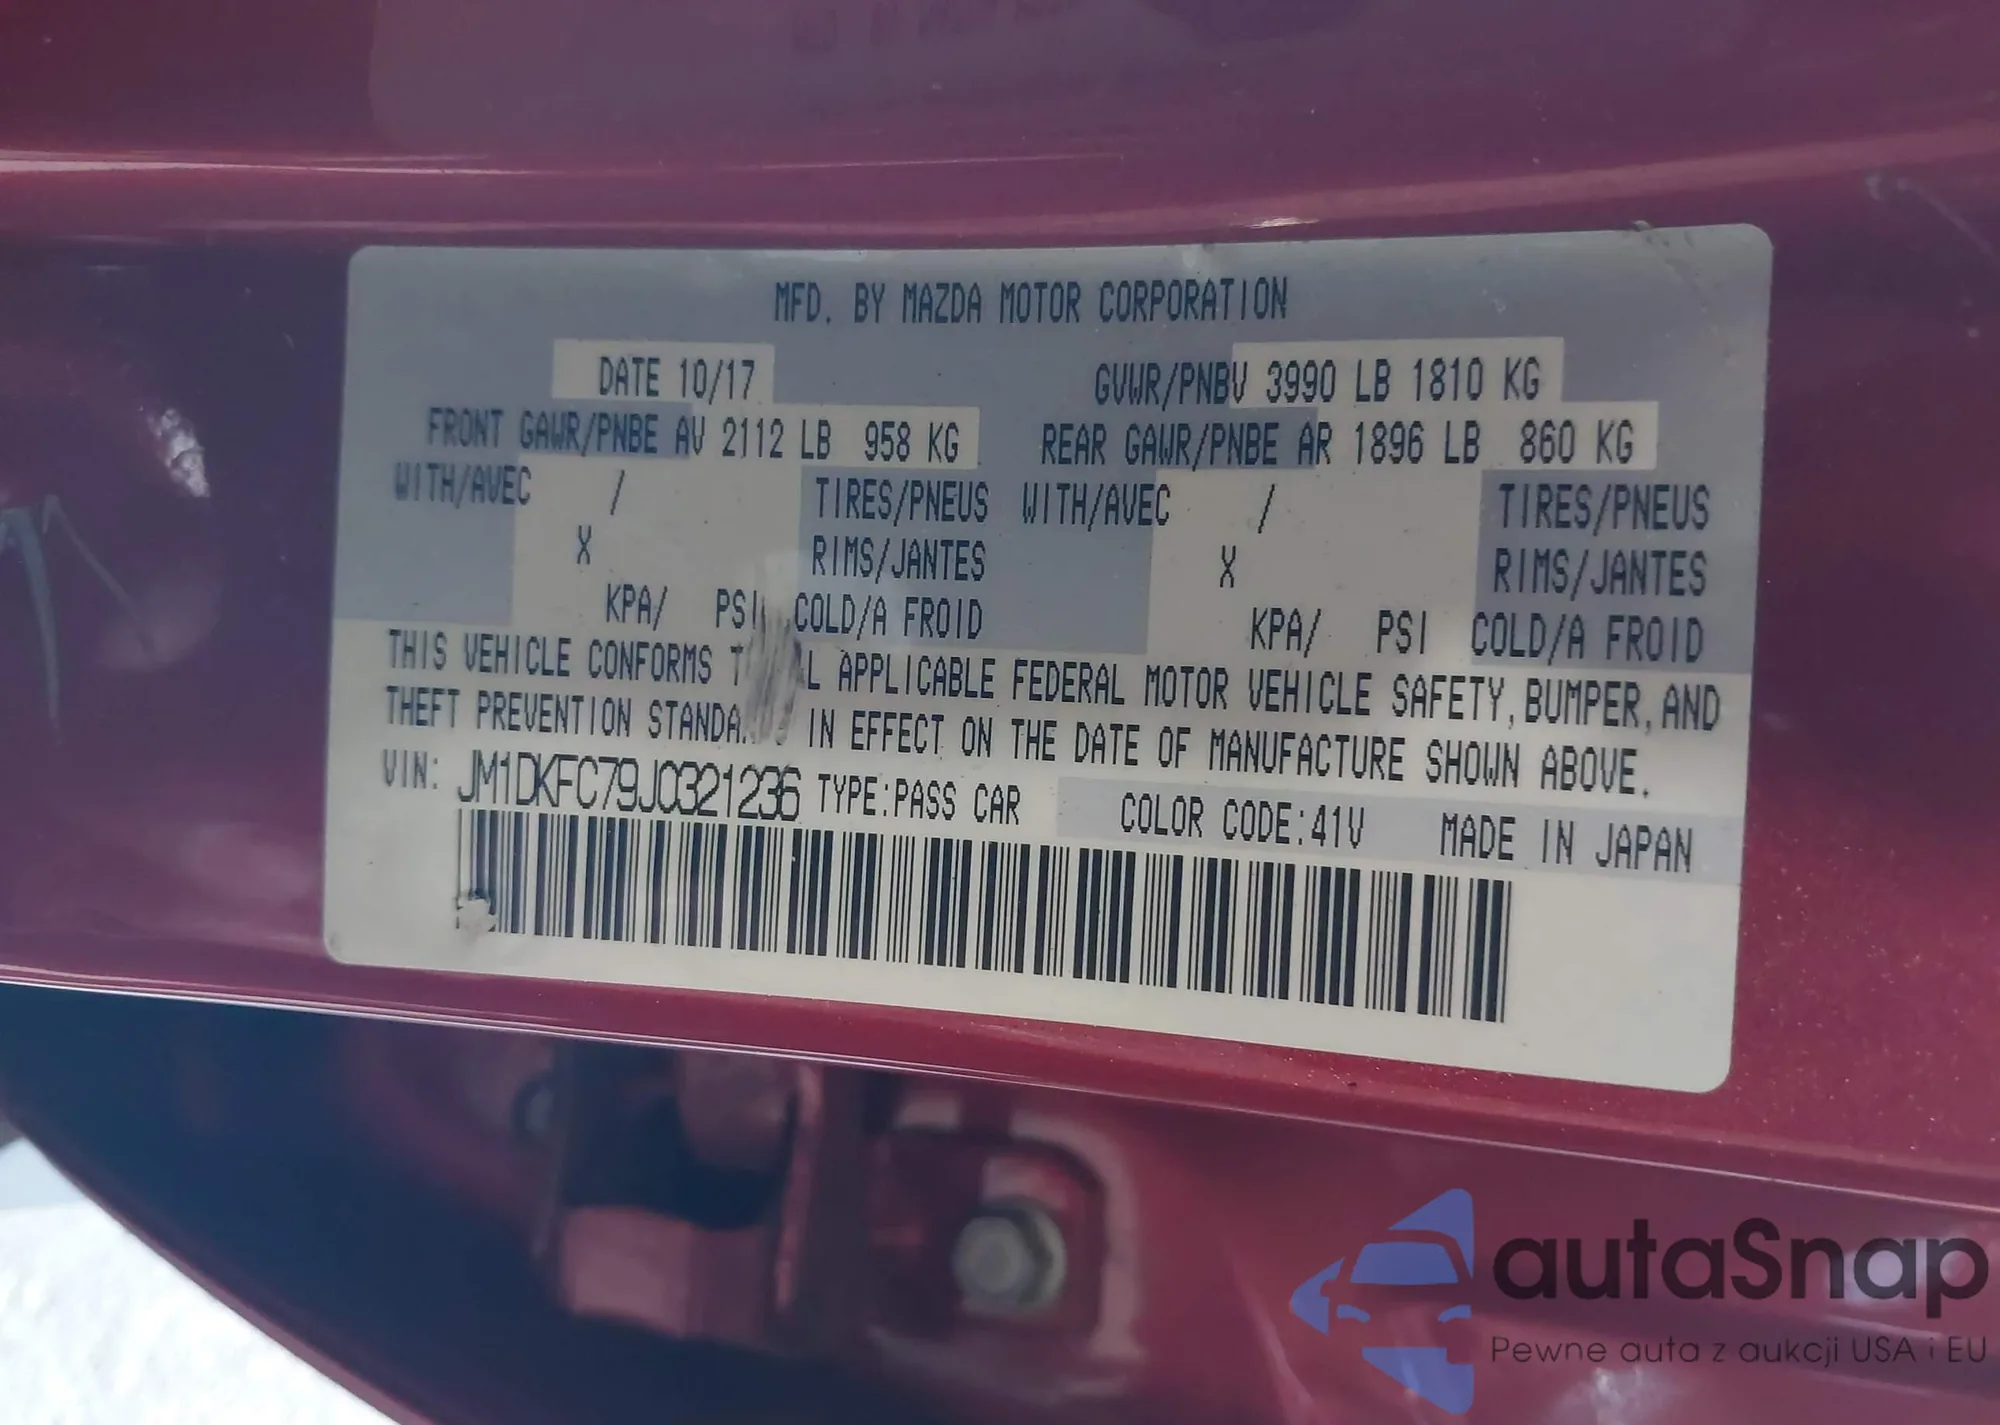 MFD. BY MAZDA MOTOR CORPORATION
DATE 10/17 GVWR/PNBV 3990 LB 1810 KG
FRONT GAWR/PNBE AV 2112 LB 958 KG REAR GAWR/PNBE AR 1896 LB 860 KG
WITH/AVEC / TIRES/PNEUS WITH/AVEC / TIRES/PNEUS
X RIMS/JANTES X RIMS/JANTES
KPA/ PSI COLD/A FROID KPA/ PSI COLD/A FROID
THIS VEHICLE CONFORMS APPLICABLE FEDERAL MOTOR VEHICLE SAFETY, BUMPER, AND
THEFT PREVENTION IN EFFECT ON THE DATE OF MANUFACTURE SHOWN ABOVE.
VIN: JM1DKFC79J0321236 TYPE:PASS CAR COLOR CODE:41V MADE IN JAPAN
autaSnap
Pewne auta z aukcji USA i EU